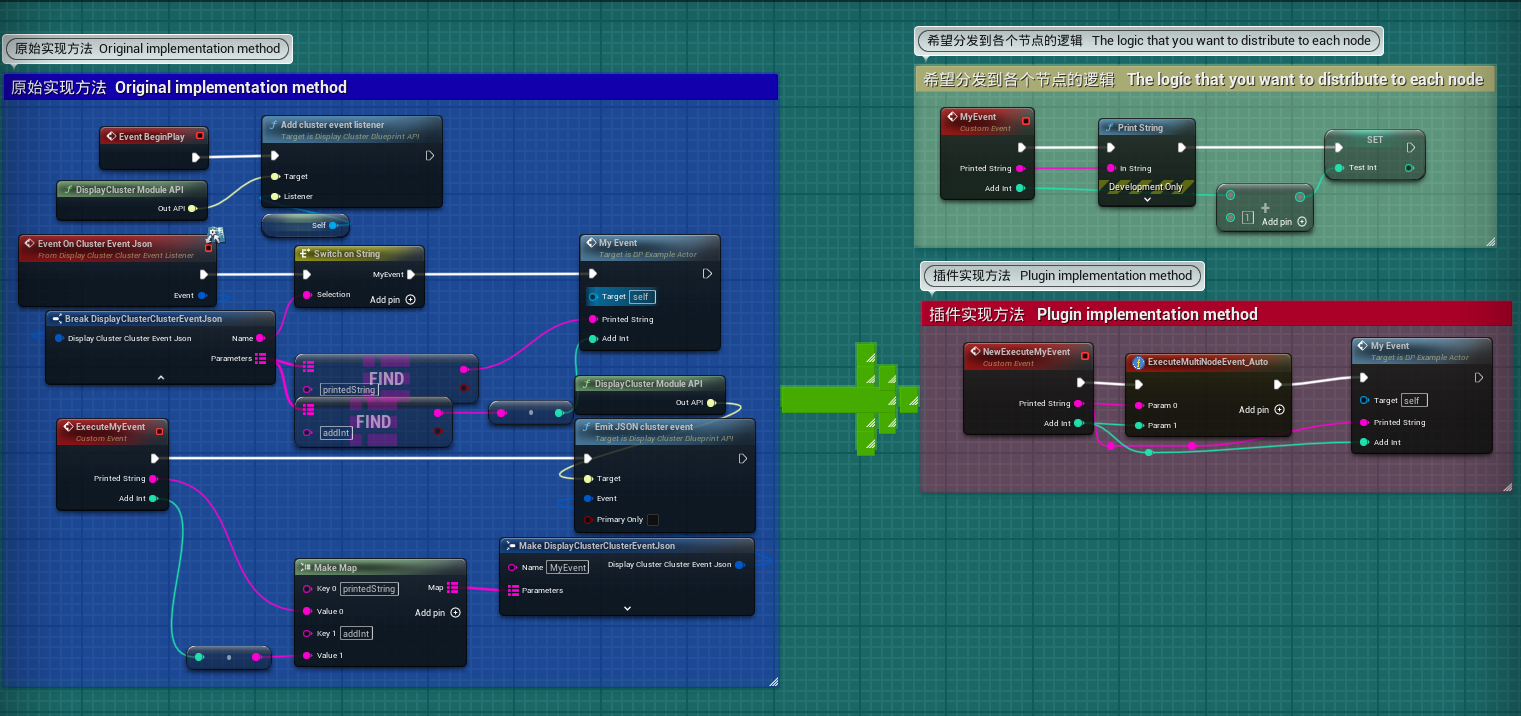 原始实现方法 Original implementation method
原始实现方法 Original implementation method
Event BeginPlay
Add cluster event listener
Target is Display Cluster Blueprint API
Target
Listener
DisplayCluster Module API
Out API
Self
Event On Cluster Event Json
From Display Cluster Cluster Event Listener
Event
Switch on String
MyEvent
Selection
Add pin
My Event
Target is DP Example Actor
Target self
Printed String
Add Int
Break DisplayClusterClusterEventJson
Display Cluster Cluster Event Json
Name
Parameters
FIND
printedString
FIND
addInt
DisplayCluster Module API
Out API
ExecuteMyEvent
Custom Event
Printed String
Add Int
Emit JSON cluster event
Target is Display Cluster Blueprint API
Target
Event
Primary Only
Make Map
Key 0 printedString
Map
Value 0
Add pin
Key 1 addInt
Value 1
Make DisplayClusterClusterEventJson
Name MyEvent
Display Cluster Cluster Event Json
Parameters
希望分发到各个节点的逻辑 The logic that you want to distribute to each node
希望分发到各个节点的逻辑 The logic that you want to distribute to each node
MyEvent
Custom Event
Printed String
Add Int
Print String
In String
Development Only
1
Add pin
SET
Test Int
插件实现方法 Plugin implementation method
插件实现方法 Plugin implementation method
NewExecuteMyEvent
Custom Event
Printed String
Add Int
ExecuteMultiNodeEvent_Auto
Param 0
Add pin
Param 1
My Event
Target is DP Example Actor
Target self
Printed String
Add Int